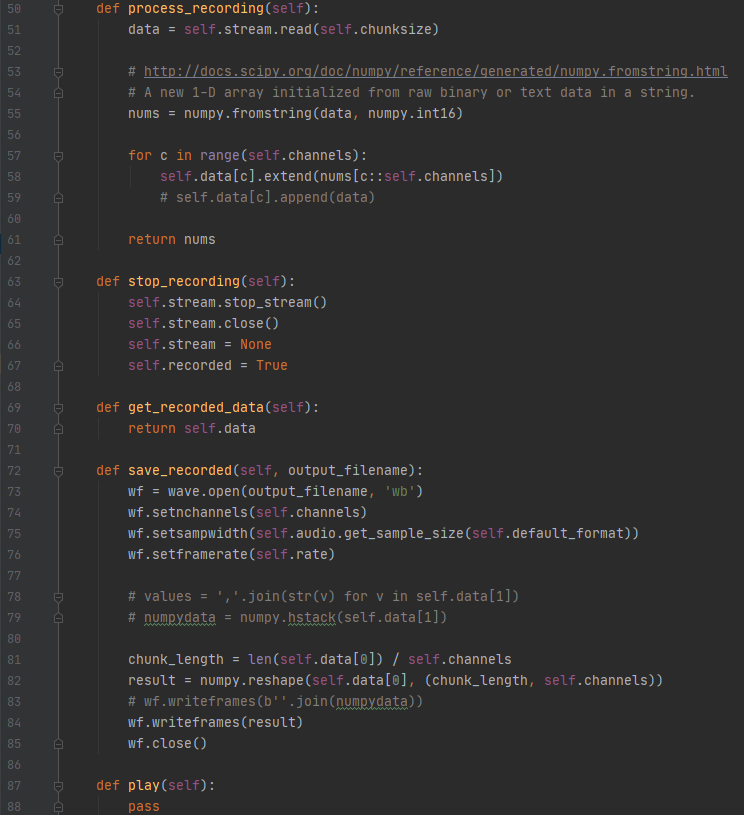 50 def process_recording(self):
51 data = self.stream.read(self.chunksize)
52
53 # http://docs.scipy.org/doc/numpy/reference/generated/numpy.fromstring.html
54 # A new 1-D array initialized from raw binary or text data in a string.
55 nums = numpy.fromstring(data, numpy.int16)
56
57 for c in range(self.channels):
58 self.data[c].extend(nums[c::self.channels])
59 # self.data[c].append(data)
60
61 return nums
62
63 def stop_recording(self):
64 self.stream.stop_stream()
65 self.stream.close()
66 self.stream = None
67 self.recorded = True
68
69 def get_recorded_data(self):
70 return self.data
71
72 def save_recorded(self, output_filename):
73 wf = wave.open(output_filename, 'wb')
74 wf.setnchannels(self.channels)
75 wf.setsampwidth(self.audio.get_sample_size(self.default_format))
76 wf.setframerate(self.rate)
77
78 # values = ','.join(str(v) for v in self.data[1])
79 # numpydata = numpy.hstack(self.data[1])
80
81 chunk_length = len(self.data[0]) / self.channels
82 result = numpy.reshape(self.data[0], (chunk_length, self.channels))
83 # wf.writeframes(b''.join(numpydata))
84 wf.writeframes(result)
85 wf.close()
86
87 def play(self):
88 pass